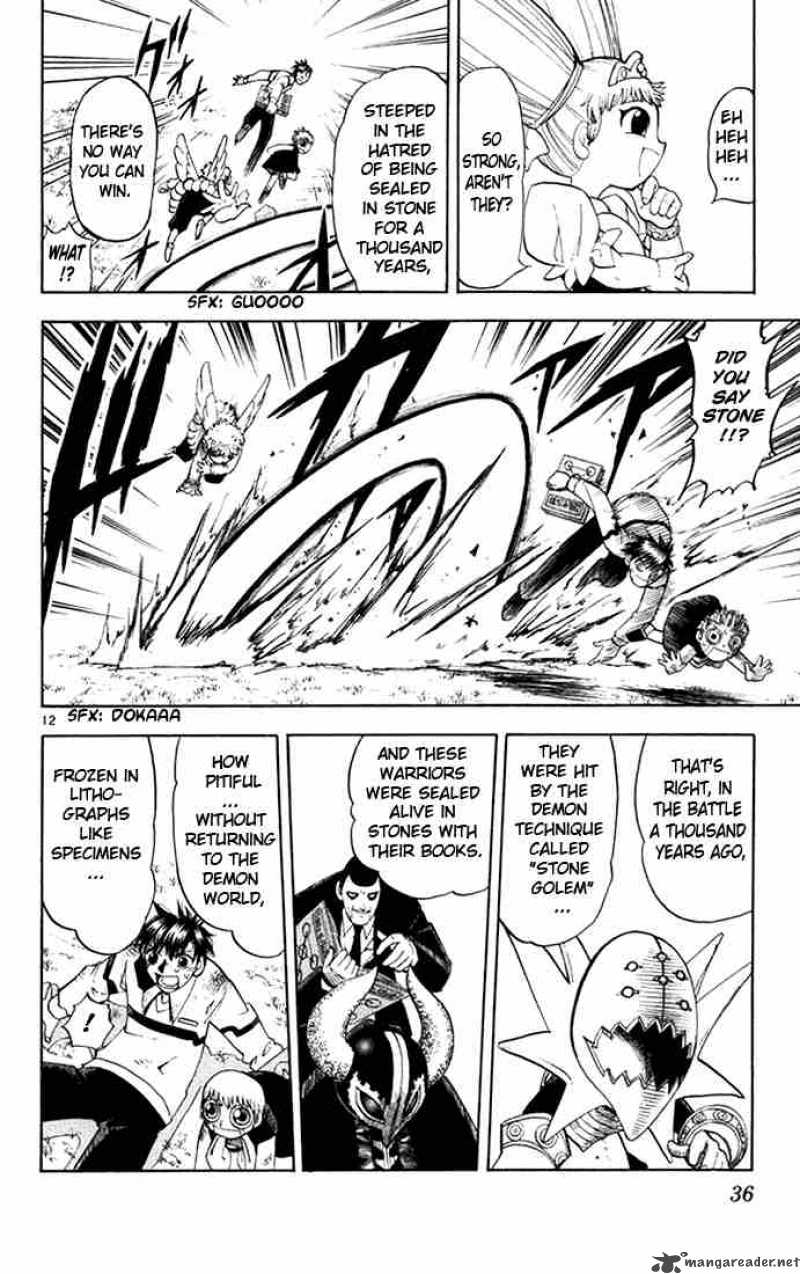 EH
HEH
HEH
...
SO
STRONG,
AREN'T
THEY?
STEEPED
IN THE
HATRED
OF BEING
SEALED
IN STONE
FOR A
THOUSAND
YEARS,
THERE'S
NO WAY
YOU CAN
WIN.
WHAT
!?
SFX: GUOOOO
DID
YOU
SAY
STONE
!!?
12
SFX: DOKAAA
THAT'S
RIGHT, IN
THE BATTLE
A THOUSAND
YEARS AGO,
THEY
WERE HIT
BY THE
DEMON
TECHNIQUE
CALLED
"STONE
GOLEM"
...
AND THESE
WARRIORS
WERE SEALED
ALIVE IN
STONES WITH
THEIR BOOKS.
HOW
PITIFUL
...
WITHOUT
RETURNING
TO THE
DEMON
WORLD,
FROZEN IN
LITHO-
GRAPHS
LIKE
SPECIMENS
...
!
36
mangareader.net